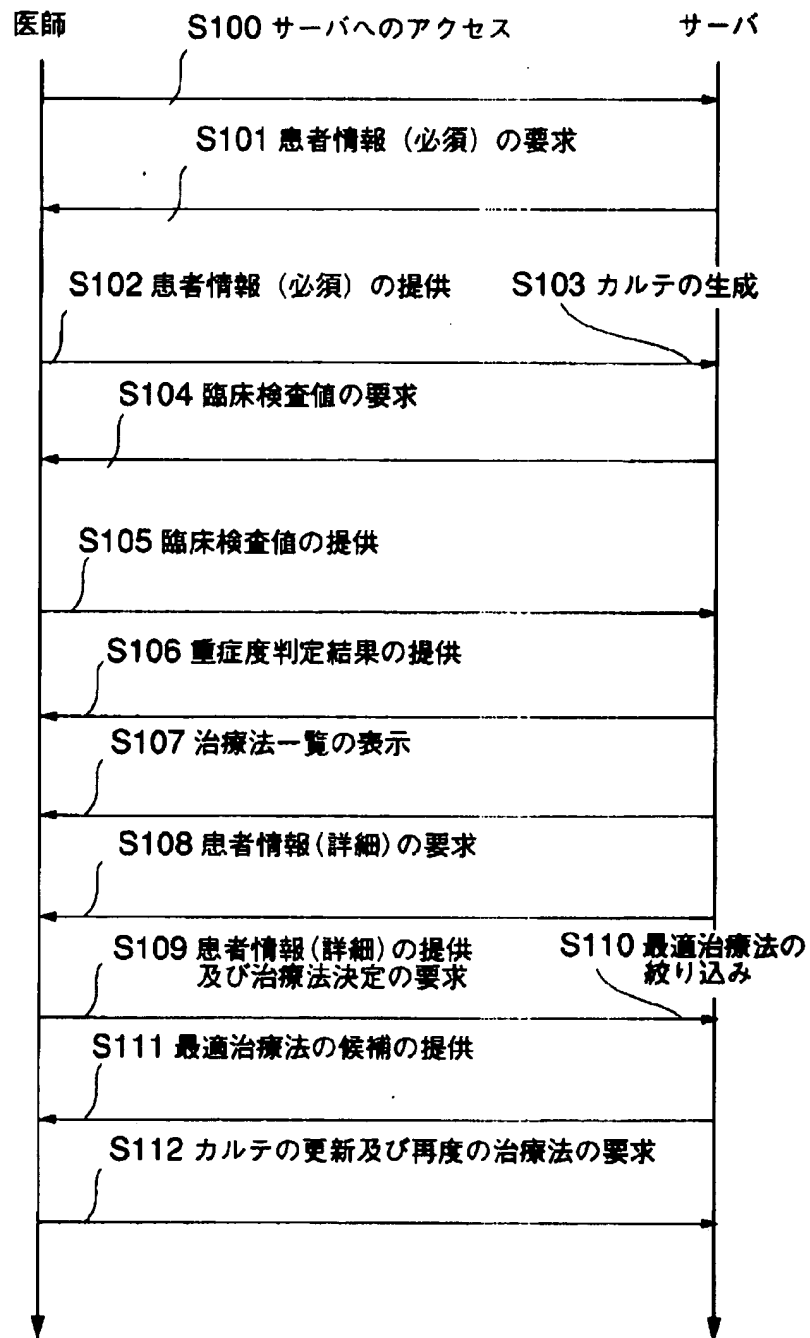 医師
サーバ
S100 サーバへのアクセス
S101 患者情報（必須）の要求
S102 患者情報（必須）の提供
S103 カルテの生成
S104 臨床検査値の要求
S105 臨床検査値の提供
S106 重症度判定結果の提供
S107 治療法一覧の表示
S108 患者情報(詳細)の要求
S109 患者情報(詳細)の提供
及び治療法決定の要求
S110 最適治療法の
絞り込み
S111 最適治療法の候補の提供
S112 カルテの更新及び再度の治療法の要求